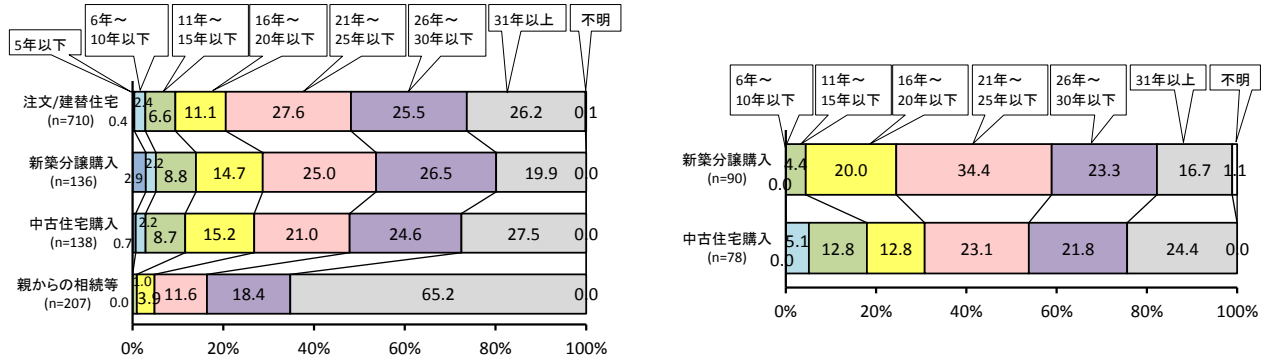 5年以下
6年～
10年以下
11年～
15年以下
16年～
20年以下
21年～
25年以下
26年～
30年以下
31年以上
不明
注文/建替住宅
(n=710)
0.4 2.4 6.6 11.1 27.6 25.5 26.2 0.1
新築分譲購入
(n=136)
2.9 2.2 8.8 14.7 25.0 26.5 19.9 0.0
中古住宅購入
(n=138)
0.7 2.2 8.7 15.2 21.0 24.6 27.5 0.0
親からの相続等
(n=207)
0.0 1.0 3.9 11.6 18.4 65.2 0.0
0% 20% 40% 60% 80% 100%
6年～
10年以下
11年～
15年以下
16年～
20年以下
21年～
25年以下
26年～
30年以下
31年以上
不明
新築分譲購入
(n=90)
0.0 4.4 20.0 34.4 23.3 16.7 1.1
中古住宅購入
(n=78)
0.0 5.1 12.8 12.8 23.1 21.8 24.4 0.0
0% 20% 40% 60% 80% 100%